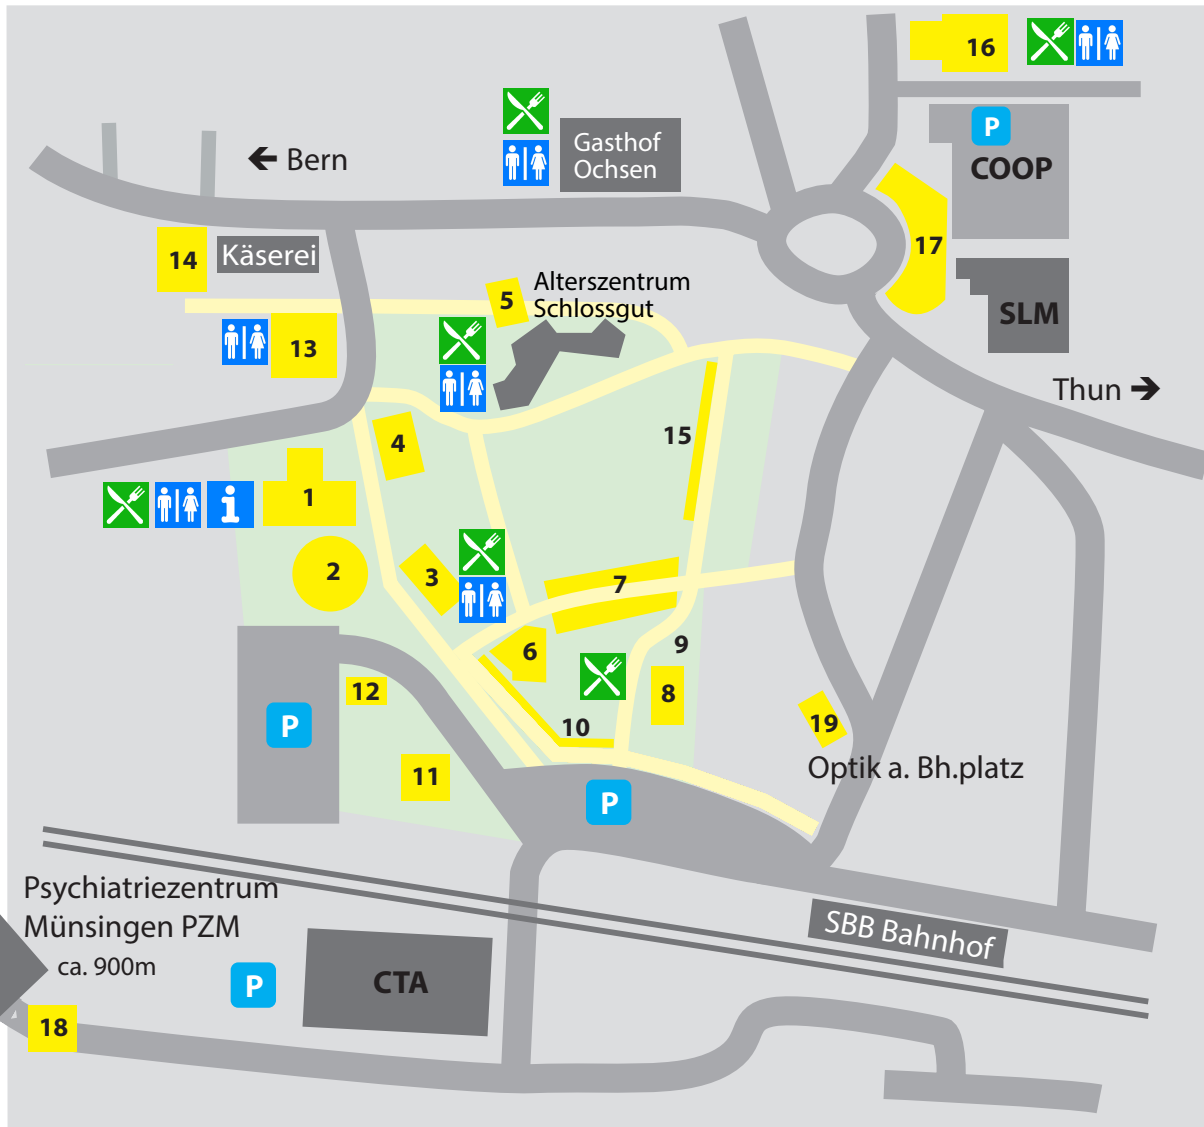 16
P
COOP
Gasthof
Ochsen
← Bern
17
14
Käserei
5
Alterszentrum
Schlossgut
SLM
13
Thun →
4
15
1
i
2
3
7
6
9
8
12
P
10
19
Optik a. Bh.platz
11
P
Psychiatriezentrum
Münsingen PZM
ca. 900m
SBB Bahnhof
P
CTA
18